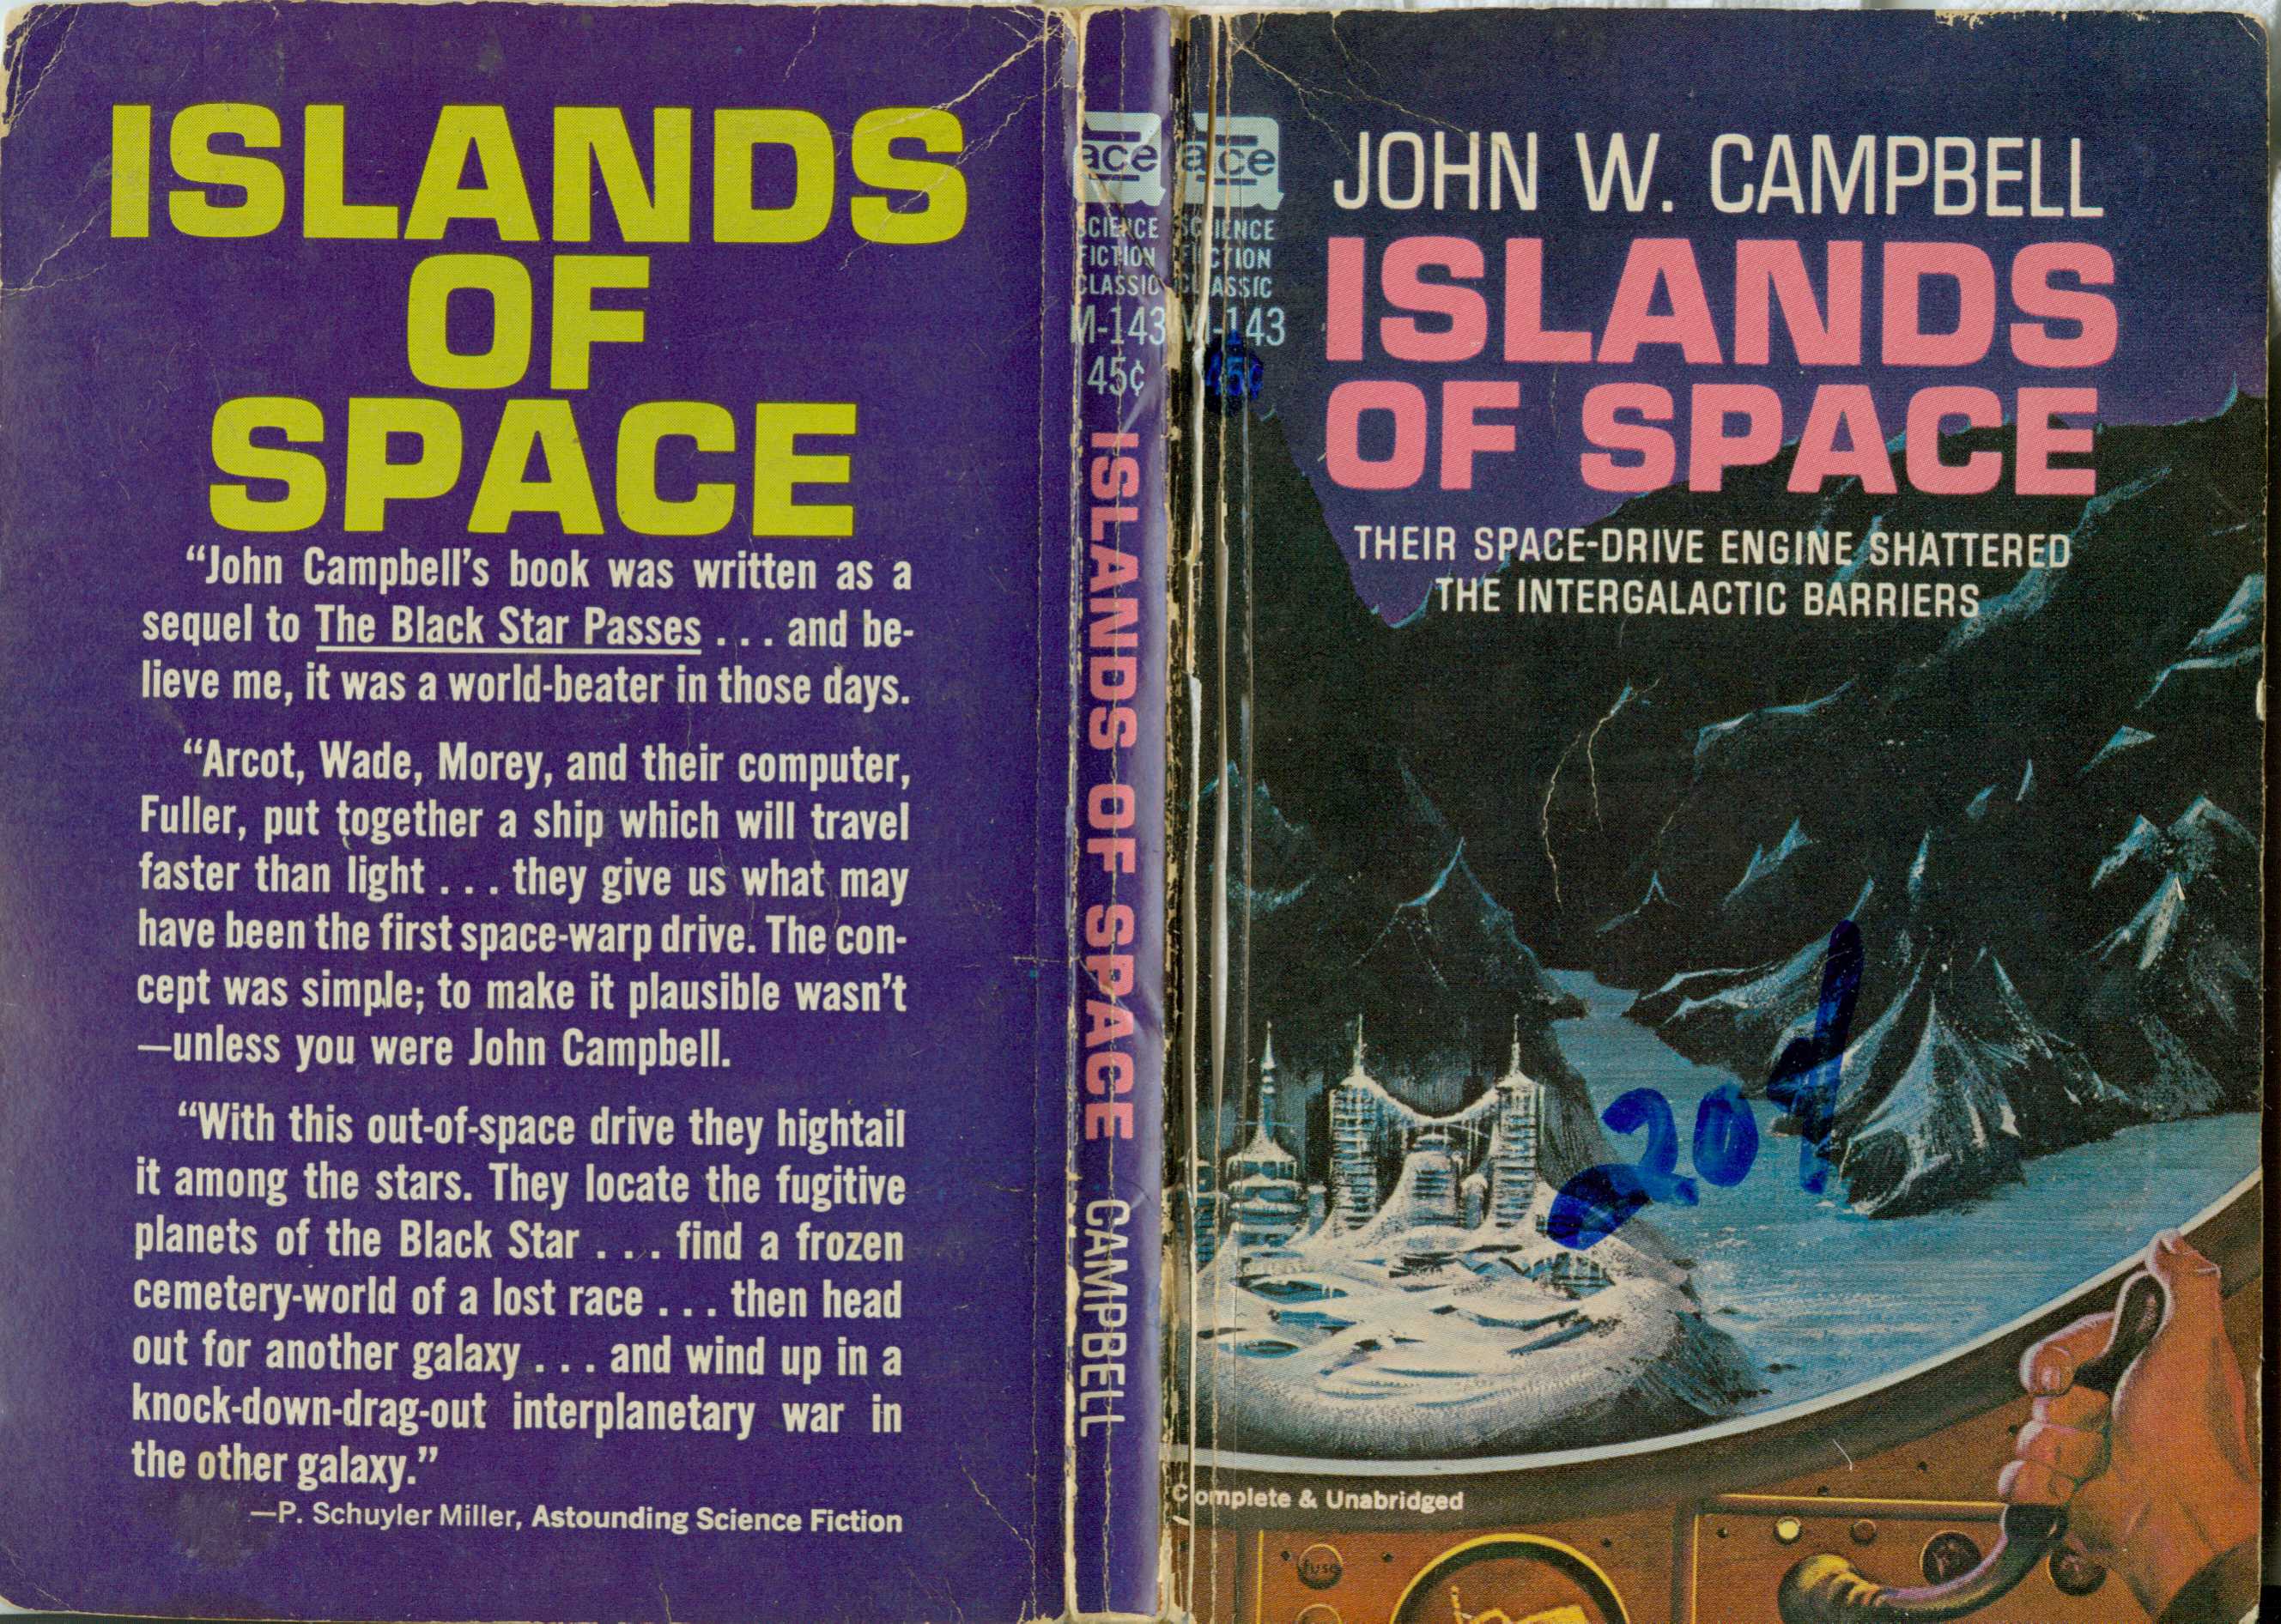 ISLANDS
OF
SPACE
“John Campbell’s book was written as a
sequel to The Black Star Passes . . . and be-
lieve me, it was a world-beater in those days.
“Arcot, Wade, Morey, and their computer,
Fuller, put together a ship which will travel
faster than light . . . they give us what may
have been the first space-warp drive. The con-
cept was simple; to make it plausible wasn’t
—unless you were John Campbell.
“With this out-of-space drive they hightail
it among the stars. They locate the fugitive
planets of the Black Star . . . find a frozen
cemetery-world of a lost race . . . then head
out for another galaxy . . . and wind up in a
knock-down-drag-out interplanetary war in
the other galaxy.”
—P. Schuyler Miller, Astounding Science Fiction
ace
SCIENCE
FICTION
CLASSIC
M-143
45¢
ISLANDS OF SPACE
CAMPBELL
ace
SCIENCE
FICTION
CLASSIC
M-143
45¢
JOHN W. CAMPBELL
ISLANDS
OF SPACE
THEIR SPACE-DRIVE ENGINE SHATTERED
THE INTERGALACTIC BARRIERS
20¢
Complete & Unabridged
fuse